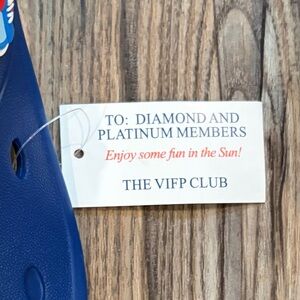 TO: DIAMOND AND
PLATINUM MEMBERS
Enjoy some fun in the Sun!
THE VIFP CLUB